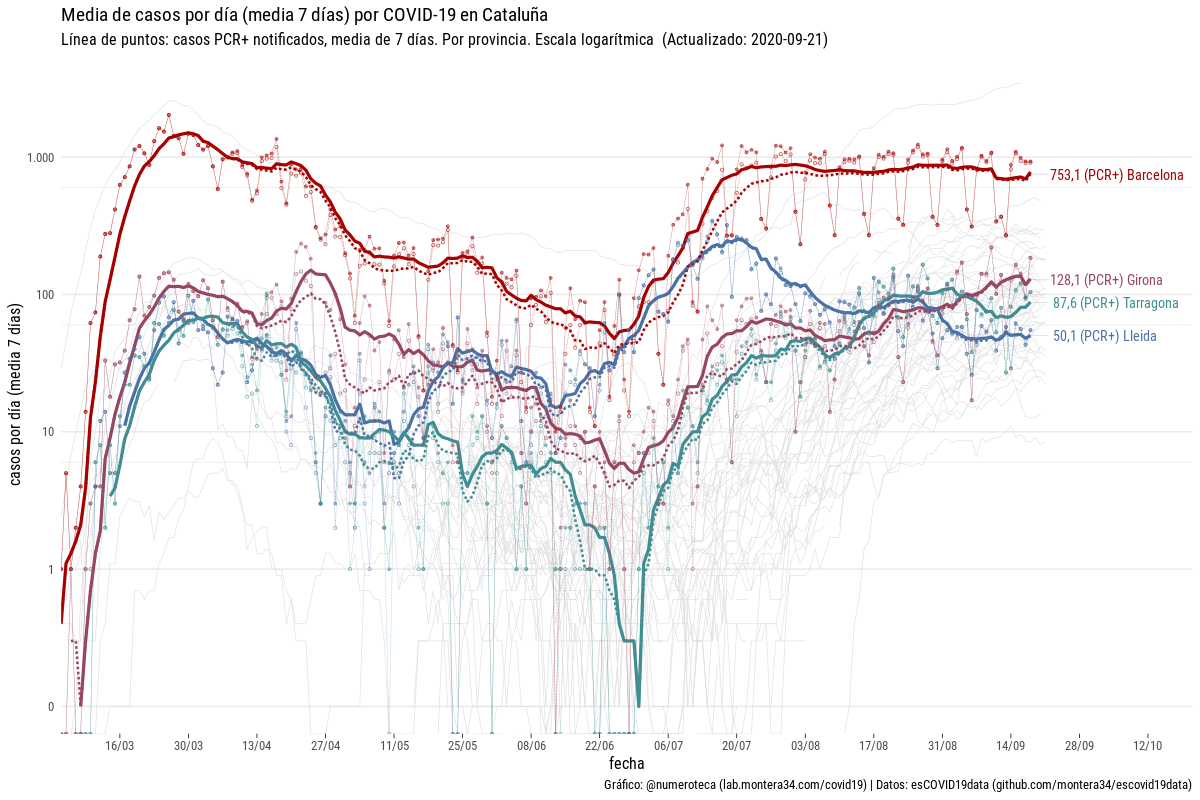 Media de casos por día (media 7 días) por COVID-19 en Cataluña
Línea de puntos: casos PCR+ notificados, media de 7 días. Por provincia. Escala logarítmica (Actualizado: 2020-09-21)
casos por día (media 7 días)
1.000
100
10
1
0
753,1 (PCR+) Barcelona
128,1 (PCR+) Girona
87,6 (PCR+) Tarragona
50,1 (PCR+) Lleida
16/03 30/03 13/04 27/04 11/05 25/05 08/06 22/06 06/07 20/07 03/08 17/08 31/08 14/09 28/09 12/10
fecha
Gráfico: @numeroteca (lab.montera34.com/covid19) | Datos: esCOVID19data (github.com/montera34/escovid19data)